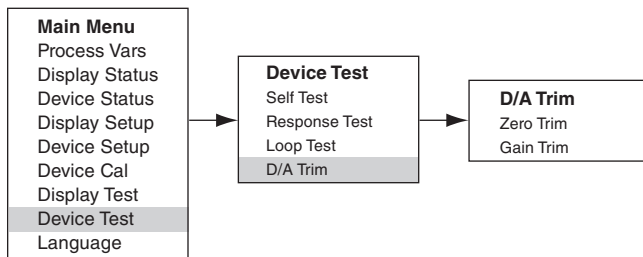 Main Menu
Process Vars
Display Status
Device Status
Display Setup
Device Setup
Device Cal
Display Test
Device Test
Language
Device Test
Self Test
Response Test
Loop Test
D/A Trim
D/A Trim
Zero Trim
Gain Trim